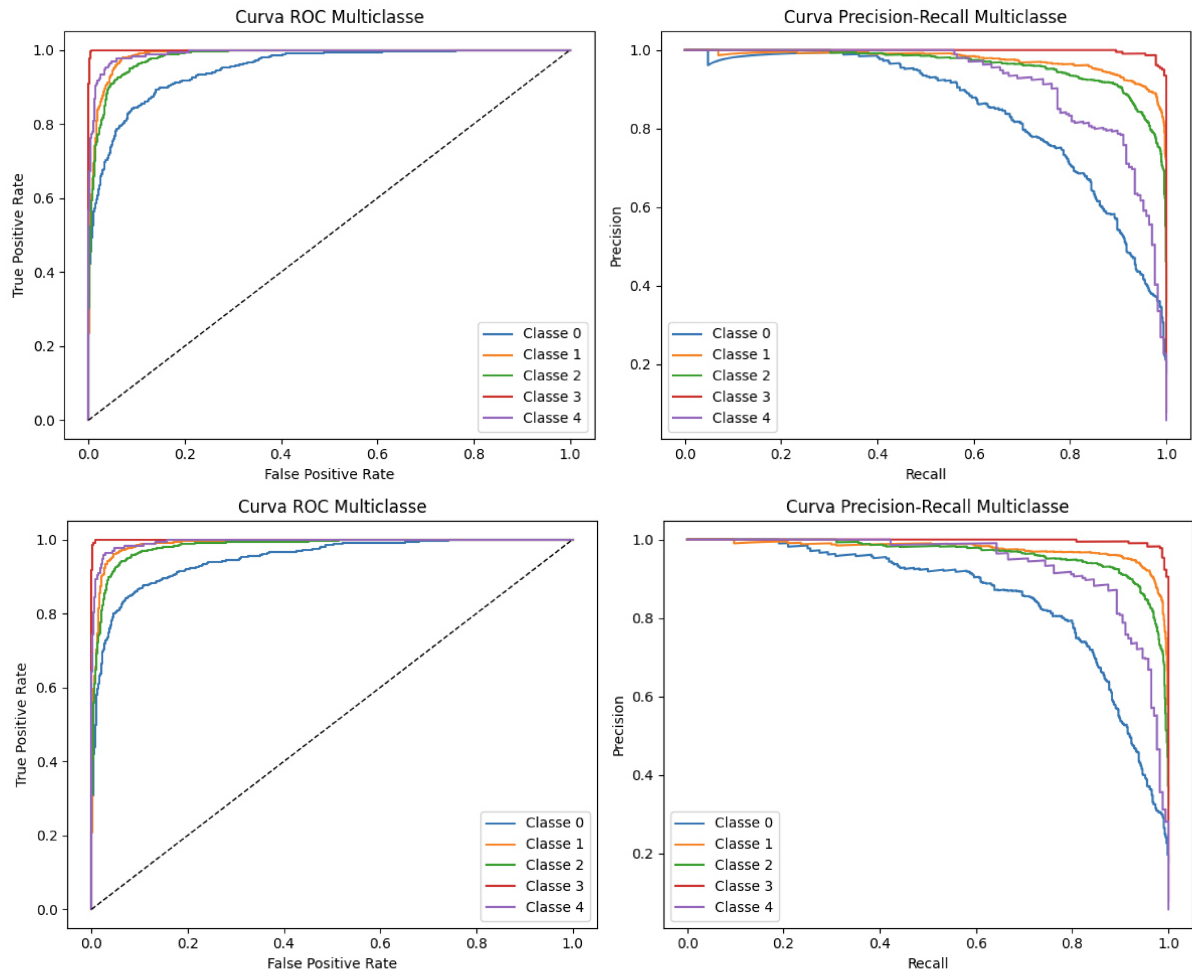 Curva ROC Multiclasse
1.0
0.8
0.6
0.4
0.2
0.0
True Positive Rate
0.0 0.2 0.4 0.6 0.8 1.0
False Positive Rate
Classe 0
Classe 1
Classe 2
Classe 3
Classe 4
Curva Precision-Recall Multiclasse
1.0
0.8
0.6
0.4
0.2
Precision
0.0 0.2 0.4 0.6 0.8 1.0
Recall
Classe 0
Classe 1
Classe 2
Classe 3
Classe 4
Curva ROC Multiclasse
1.0
0.8
0.6
0.4
0.2
0.0
True Positive Rate
0.0 0.2 0.4 0.6 0.8 1.0
False Positive Rate
Classe 0
Classe 1
Classe 2
Classe 3
Classe 4
Curva Precision-Recall Multiclasse
1.0
0.8
0.6
0.4
0.2
Precision
0.0 0.2 0.4 0.6 0.8 1.0
Recall
Classe 0
Classe 1
Classe 2
Classe 3
Classe 4